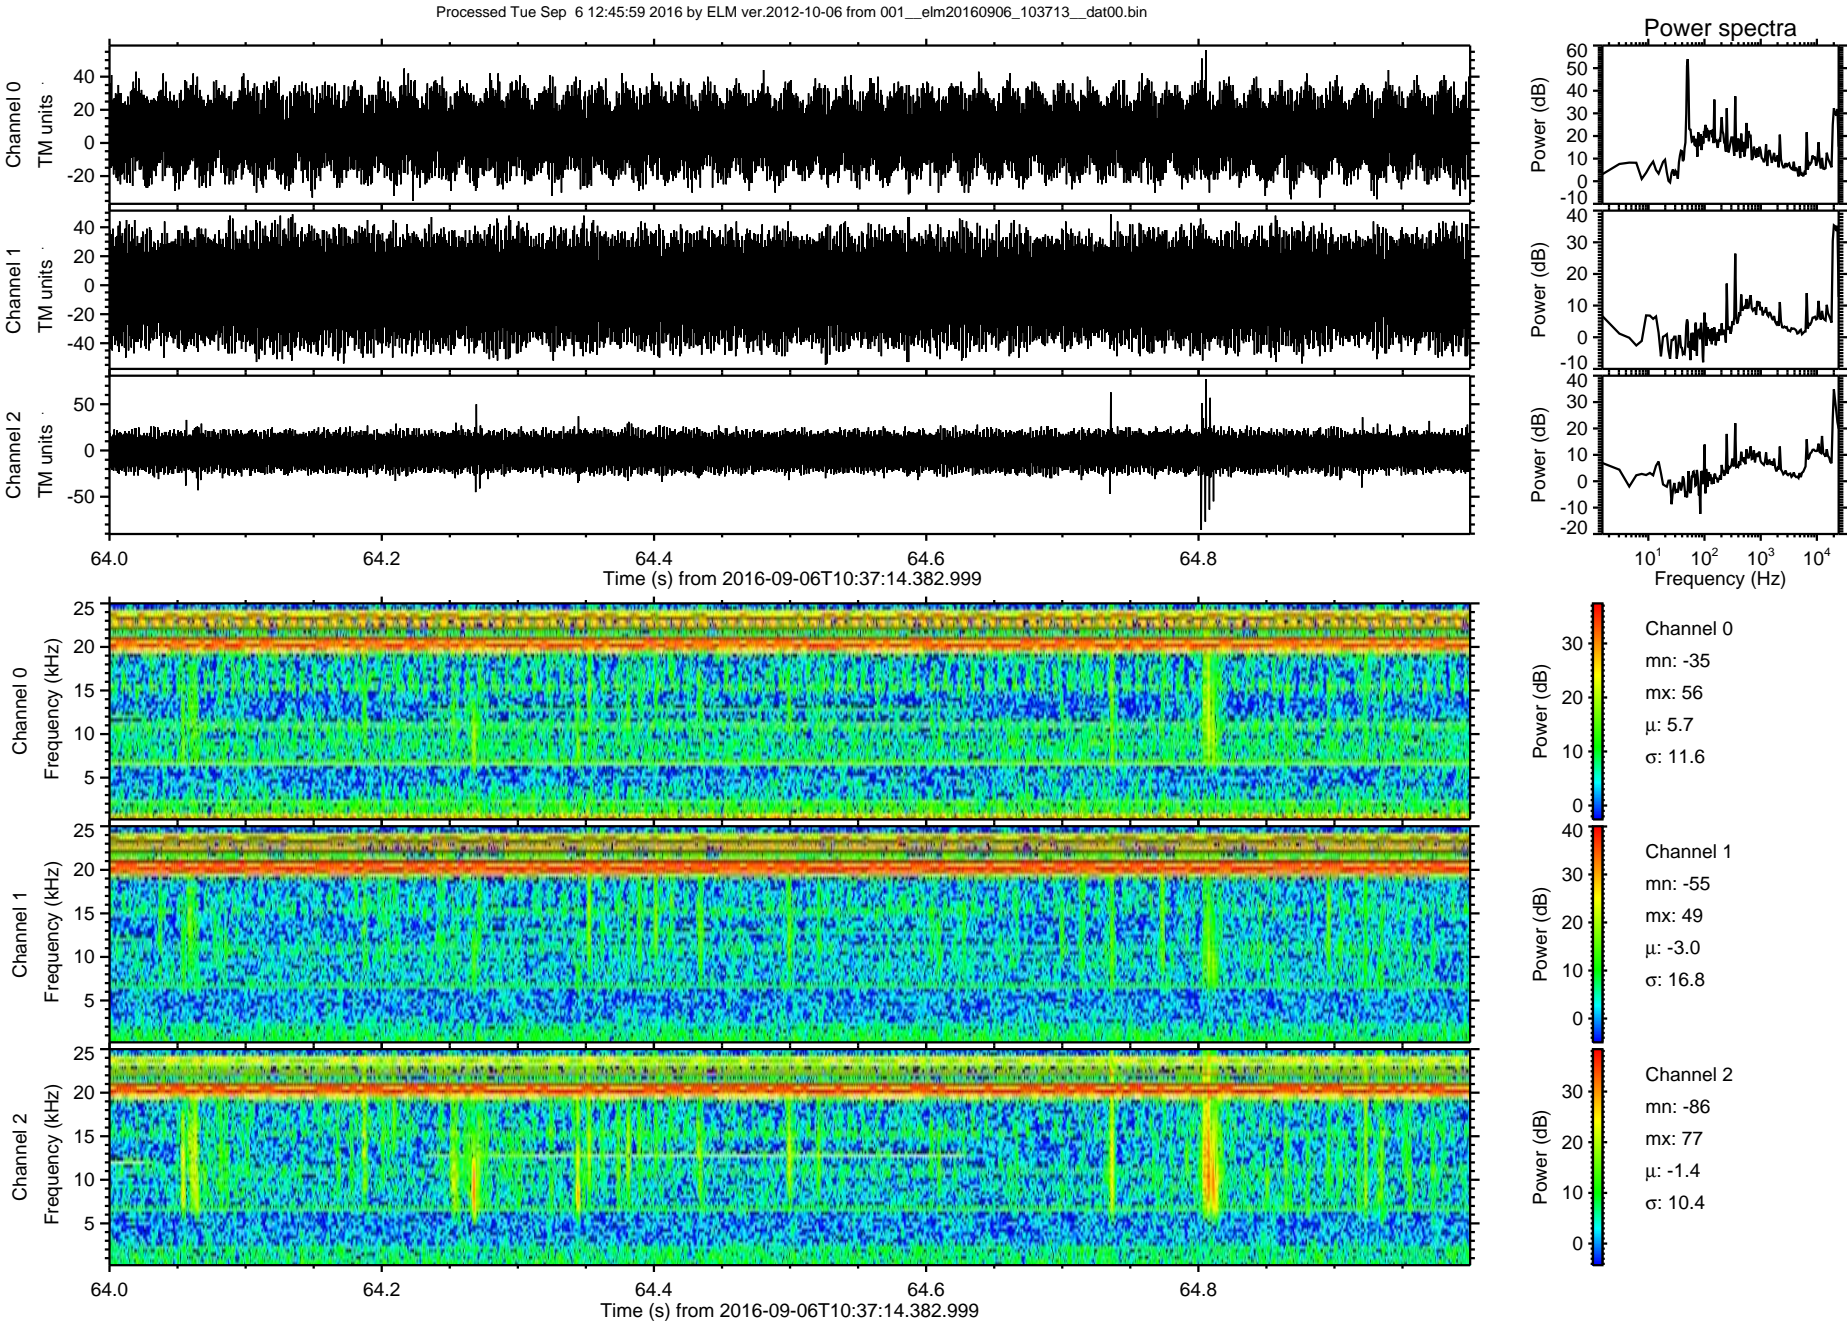 Processed Tue Sep  6 12:45:59 2016 by ELM ver.2012-10-06 from 001__elm20160906_103713__dat00.bin
Power spectra
Channel 0
TM units
40
20
0
-20
Power (dB)
60
50
40
30
20
10
0
-10
Channel 1
TM units
40
20
0
-20
-40
Power (dB)
40
30
20
10
0
-10
Channel 2
TM units
50
0
-50
Power (dB)
40
30
20
10
0
-10
-20
64.0 64.2 64.4 64.6 64.8
Time (s) from 2016-09-06T10:37:14.382.999
10^1 10^2 10^3 10^4
Frequency (Hz)
Channel 0
Frequency (kHz)
25
20
15
10
5
Power (dB)
30
20
10
0
Channel 0
mn: -35
mx: 56
μ: 5.7
σ: 11.6
Channel 1
Frequency (kHz)
25
20
15
10
5
Power (dB)
40
30
20
10
0
Channel 1
mn: -55
mx: 49
μ: -3.0
σ: 16.8
Channel 2
Frequency (kHz)
25
20
15
10
5
Power (dB)
30
20
10
0
Channel 2
mn: -86
mx: 77
μ: -1.4
σ: 10.4
64.0 64.2 64.4 64.6 64.8
Time (s) from 2016-09-06T10:37:14.382.999